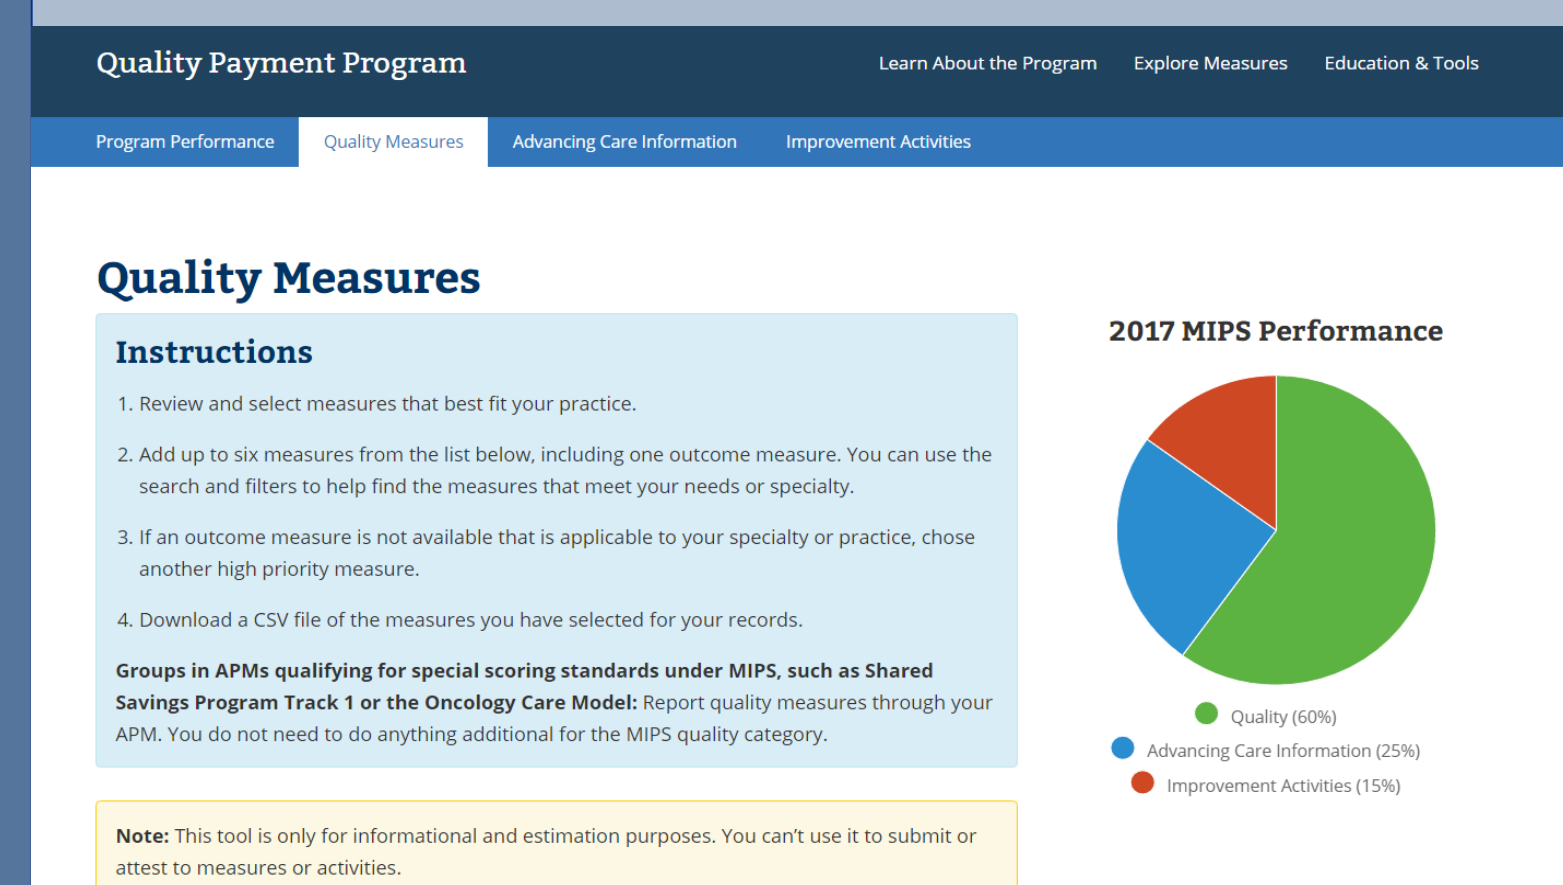 Quality Payment Program
Learn About the Program
Explore Measures
Education & Tools
Program Performance
Quality Measures
Advancing Care Information
Improvement Activities
Quality Measures
Instructions
1. Review and select measures that best fit your practice.
2. Add up to six measures from the list below, including one outcome measure. You can use the
search and filters to help find the measures that meet your needs or specialty.
3. If an outcome measure is not available that is applicable to your specialty or practice, chose
another high priority measure.
4. Download a CSV file of the measures you have selected for your records.
Groups in APMs qualifying for special scoring standards under MIPS, such as Shared
Savings Program Track 1 or the Oncology Care Model: Report quality measures through your
APM. You do not need to do anything additional for the MIPS quality category.
Note: This tool is only for informational and estimation purposes. You can’t use it to submit or
attest to measures or activities.
2017 MIPS Performance
Quality (60%)
Advancing Care Information (25%)
Improvement Activities (15%)